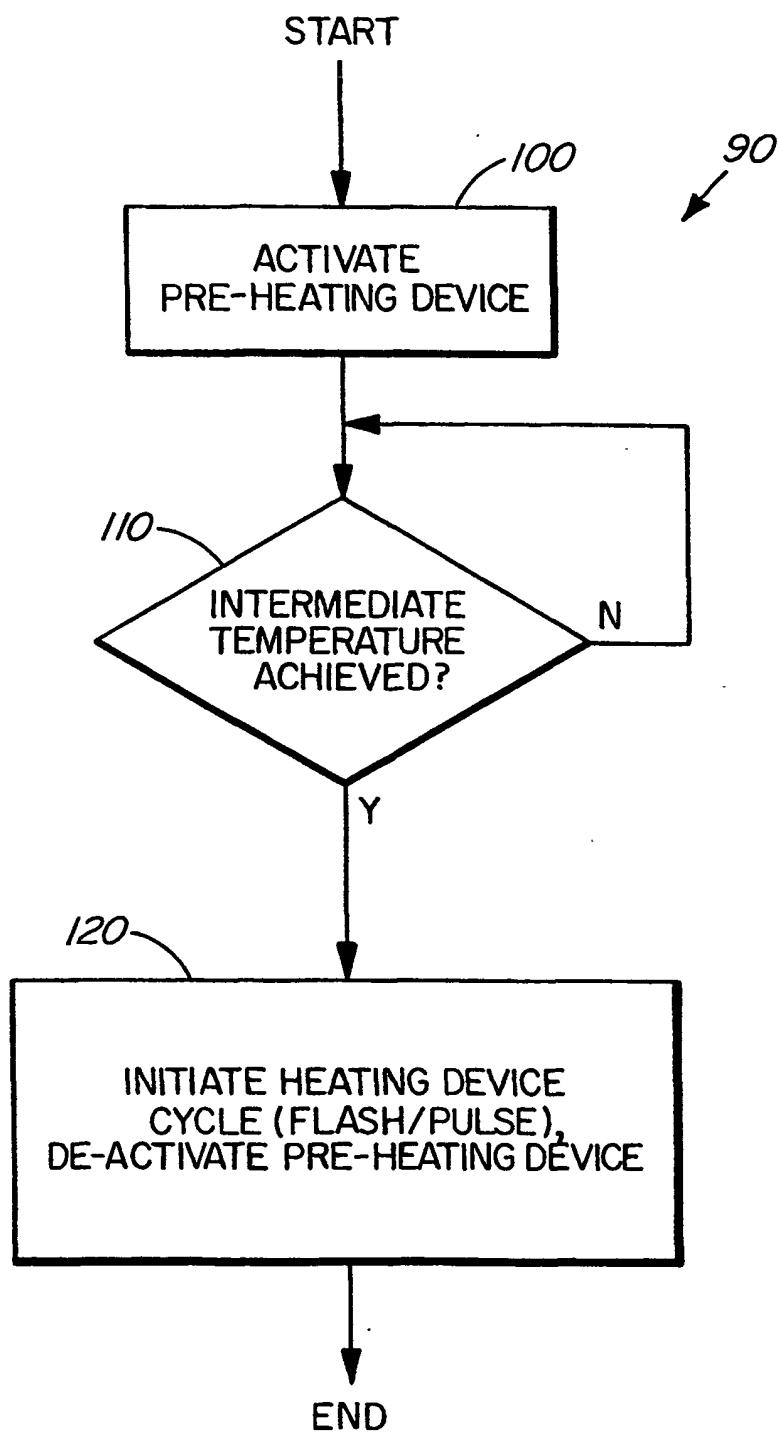 START
100
90
ACTIVATE
PRE-HEATING DEVICE
110
INTERMEDIATE
TEMPERATURE
ACHIEVED?
N
Y
120
INITIATE HEATING DEVICE
CYCLE (FLASH/PULSE),
DE-ACTIVATE PRE-HEATING DEVICE
END